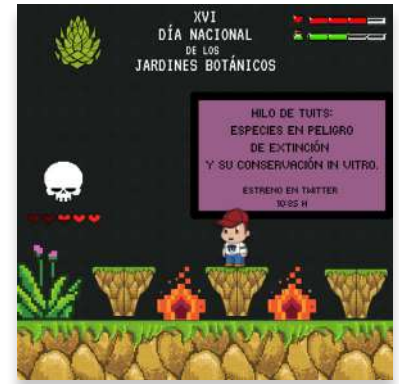 XVI
DÍA NACIONAL
DE LOS
JARDINES BOTÁNICOS
HILO DE TUITS:
ESPECIES EN PELIGRO
DE EXTINCIÓN
Y SU CONSERVACIÓN IN VITRO.
ESTRENO EN TWITTER
10:25 H